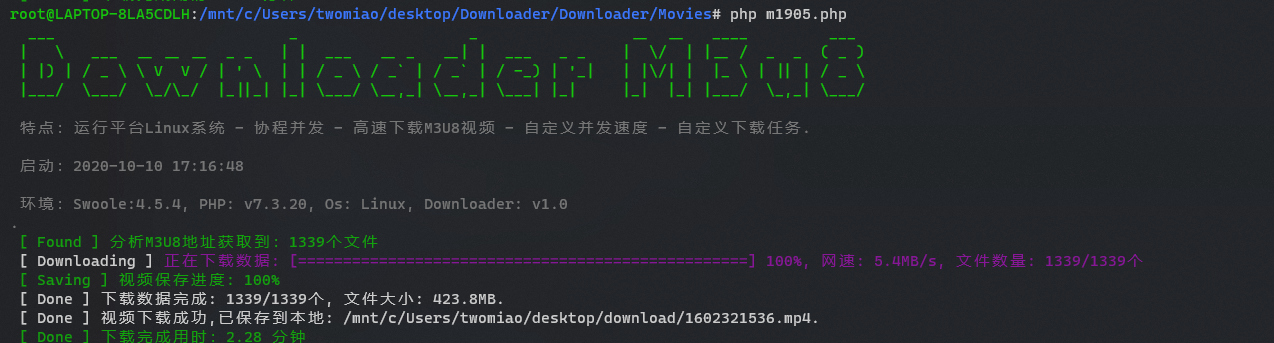 root@LAPTOP-8LA5CDLH:/mnt/c/Users/twomiao/desktop/Downloader/Downloader/Movies# php m1905.php
Downloader M3u8
特点: 运行平台Linux系统 - 协程并发 - 高速下载M3U8视频 - 自定义并发速度 - 自定义下载任务.
启动: 2020-10-10 17:16:48
环境: Swoole:4.5.4, PHP: v7.3.20, Os: Linux, Downloader: v1.0
.
[ Found ] 分析M3U8地址获取到: 1339个文件
[ Downloading ] 正在下载数据: [==================================================] 100%, 网速: 5.4MB/s, 文件数量: 1339/1339个
[ Saving ] 视频保存进度: 100%
[ Done ] 下载数据完成: 1339/1339个, 文件大小: 423.8MB.
[ Done ] 视频下载成功,已保存到本地: /mnt/c/Users/twomiao/desktop/download/1602321536.mp4.
[ Done ] 下载完成用时: 2.28 分钟